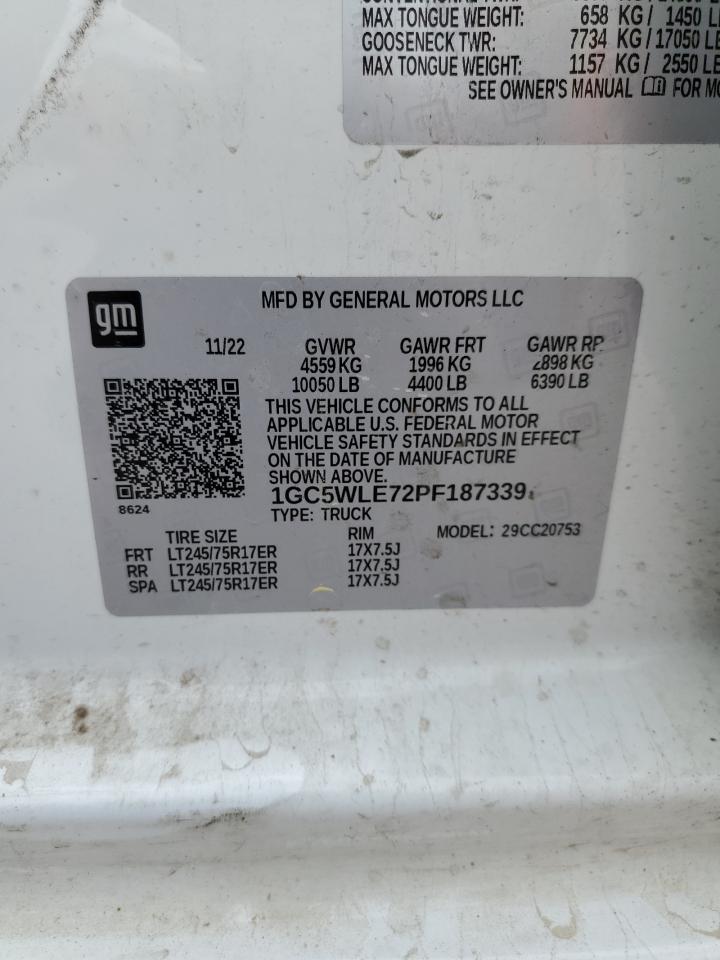 MAX TONGUE WEIGHT: 658 KG/ 1450
GOOSENECK TWR: 7734 KG/17050
MAX TONGUE WEIGHT: 1157 KG/ 2550 LB
SEE OWNER'S MANUAL FOR
gm
MFD BY GENERAL MOTORS LLC
11/22 GVWR GAWR FRT GAWR RR
4559 KG 1996 KG 2898 KG
10050 LB 4400 LB 6390 LB
THIS VEHICLE CONFORMS TO ALL
APPLICABLE U.S. FEDERAL MOTOR
VEHICLE SAFETY STANDARDS IN EFFECT
ON THE DATE OF MANUFACTURE
SHOWN ABOVE.
1GC5WLE72PF187339
8624
TYPE: TRUCK
TIRE SIZE RIM MODEL: 29CC20753
FRT LT245/75R17ER 17X7.5J
RR LT245/75R17ER 17X7.5J
SPA LT245/75R17ER 17X7.5J